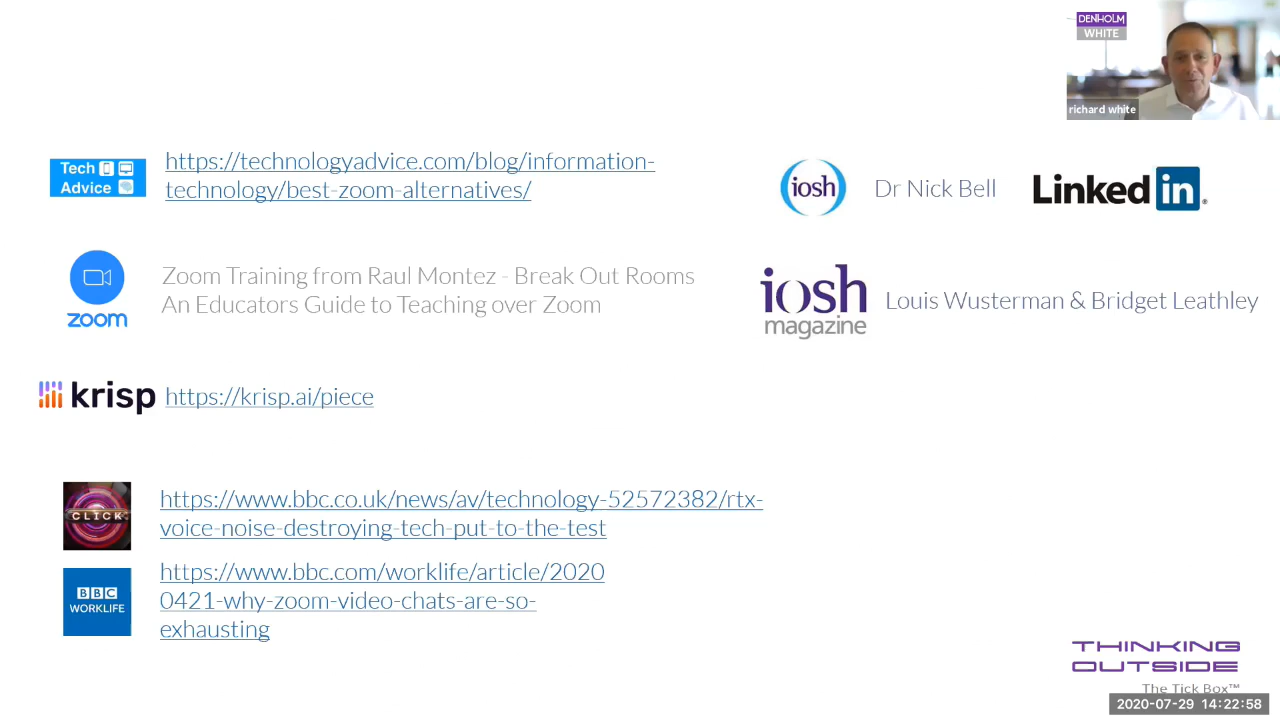 DENHOLM
WHITE
richard white
Tech
Advice
https://technologyadvice.com/blog/information-
technology/best-zoom-alternatives/
iosh
Dr Nick Bell
Linked in
Zoom Training from Raul Montez - Break Out Rooms
An Educators Guide to Teaching over Zoom
zoom
iosh
magazine
Louis Wusterman & Bridget Leathley
krisp
https://krisp.ai/piece
CLICK
https://www.bbc.co.uk/news/av/technology-52572382/rtx-
voice-noise-destroying-tech-put-to-the-test
BBC
WORKLIFE
https://www.bbc.com/worklife/article/2020
0421-why-zoom-video-chats-are-so-
exhausting
THINKING
OUTSIDE
The Tick Box™
2020-07-29 14:22:58